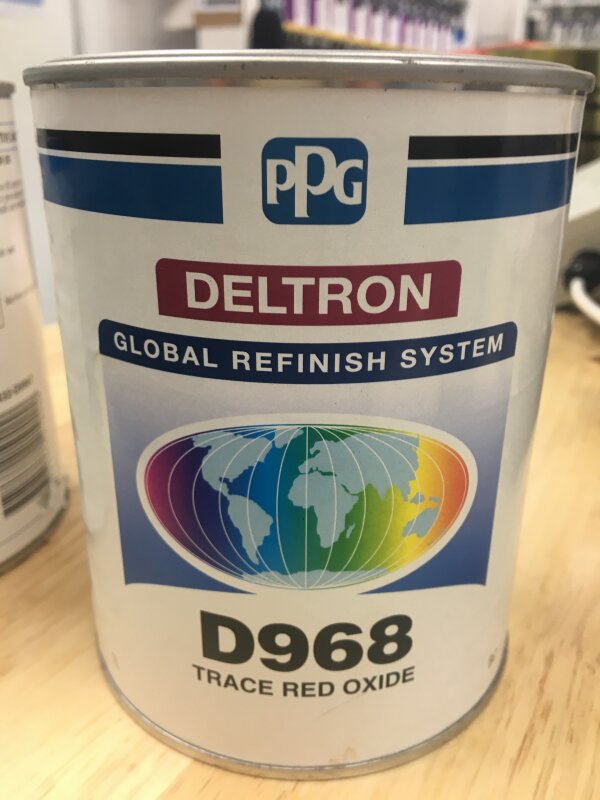 PPG
DELTRON
GLOBAL REFINISH SYSTEM
D968
TRACE RED OXIDE